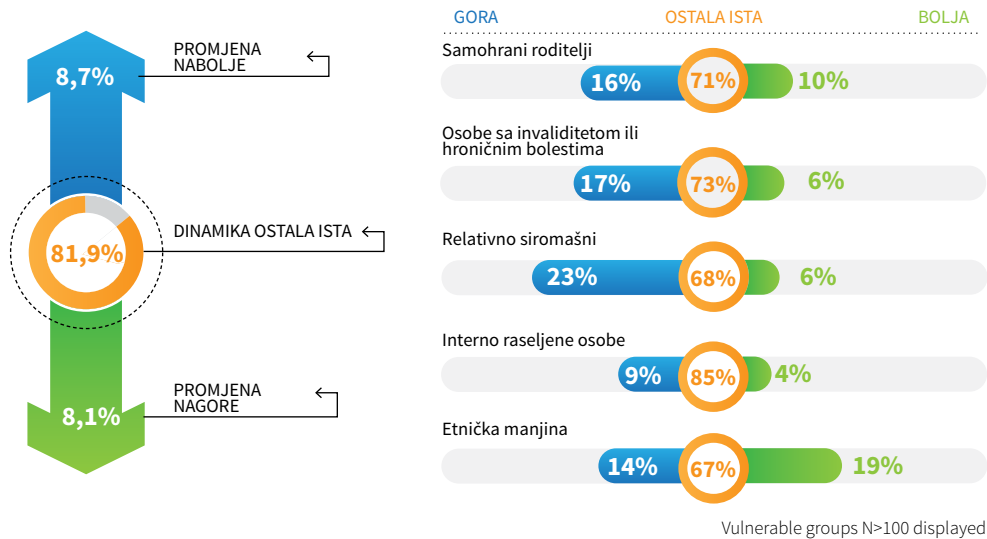 8,7%
PROMJENA
NABOLJE
81,9%
DINAMIKA OSTALA ISTA
8,1%
PROMJENA
NAGORE
GORA OSTALA ISTA BOLJA
Samohrani roditelji
16% 71% 10%
Osobe sa invaliditetom ili
hroničnim bolestima
17% 73% 6%
Relativno siromašni
23% 68% 6%
Interno raseljene osobe
9% 85% 4%
Etnička manjina
14% 67% 19%
Vulnerable groups N>100 displayed